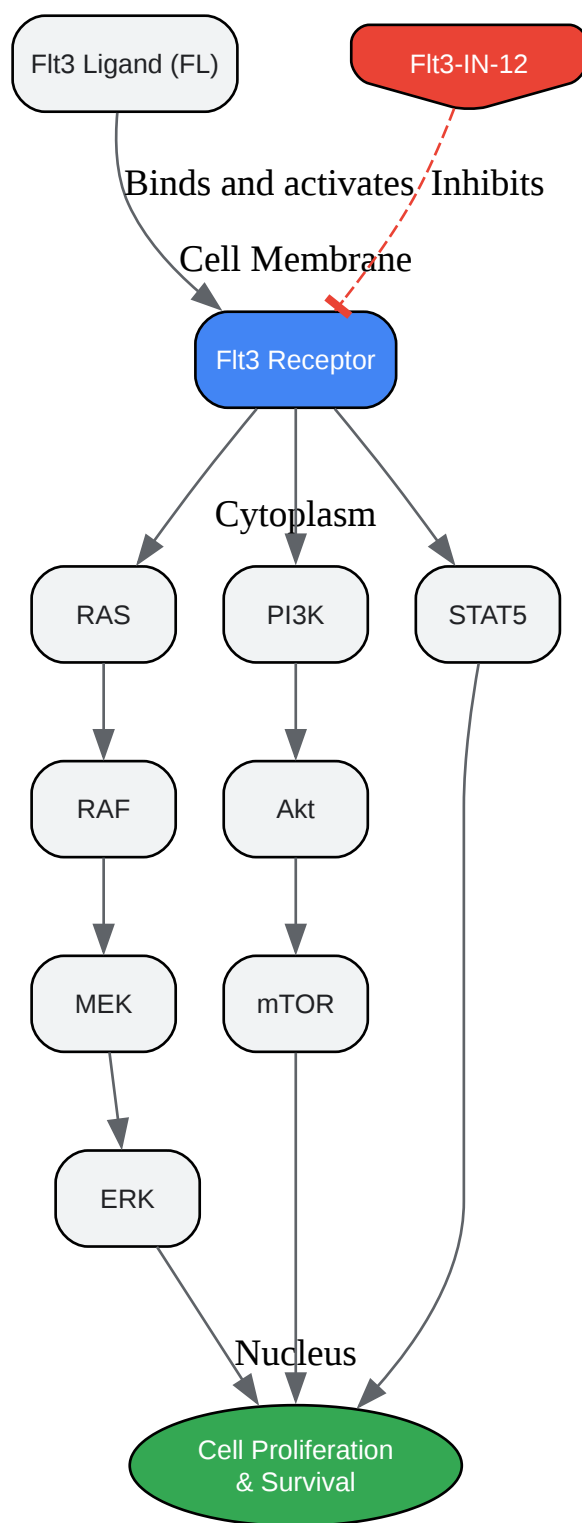 Flt3 Ligand (FL)
Flt3-IN-12
Binds and activates
Inhibits
Cell Membrane
Flt3 Receptor
Cytoplasm
RAS
PI3K
STAT5
RAF
Akt
MEK
mTOR
ERK
Nucleus
Cell Proliferation
& Survival